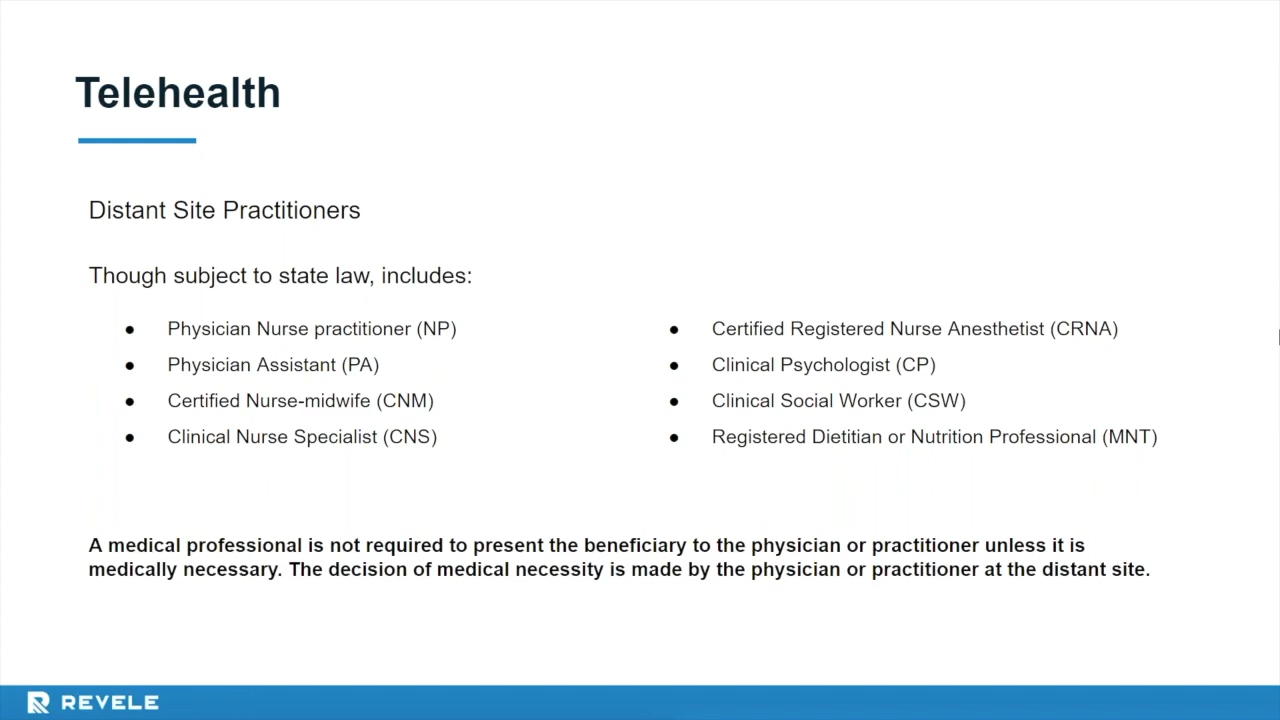 Telehealth
Distant Site Practitioners
Though subject to state law, includes:
● Physician Nurse practitioner (NP)
● Physician Assistant (PA)
● Certified Nurse-midwife (CNM)
● Clinical Nurse Specialist (CNS)
● Certified Registered Nurse Anesthetist (CRNA)
● Clinical Psychologist (CP)
● Clinical Social Worker (CSW)
● Registered Dietitian or Nutrition Professional (MNT)
A medical professional is not required to present the beneficiary to the physician or practitioner unless it is
medically necessary. The decision of medical necessity is made by the physician or practitioner at the distant site.
REVELE